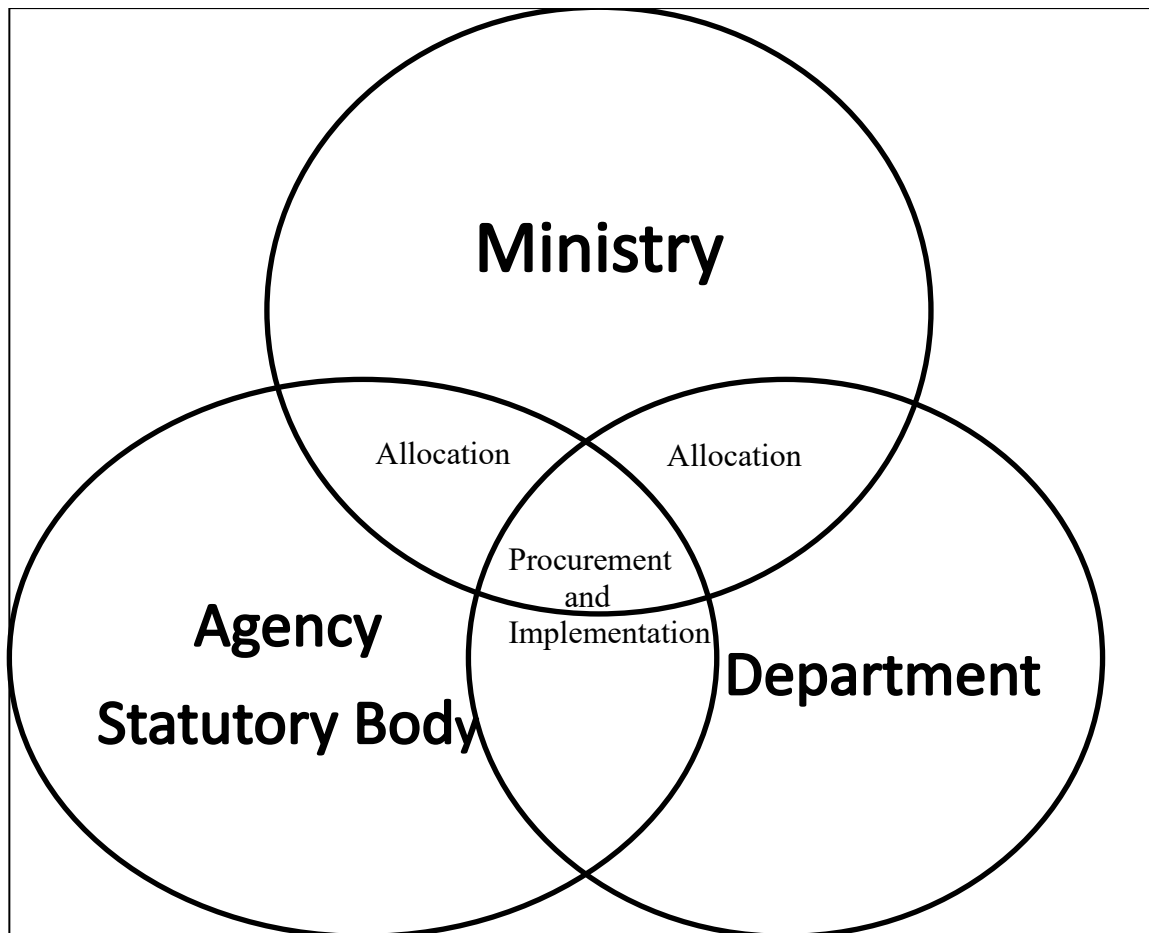 Ministry
Allocation
Allocation
Procurement
and
Implementation
Agency
Statutory Body
Department